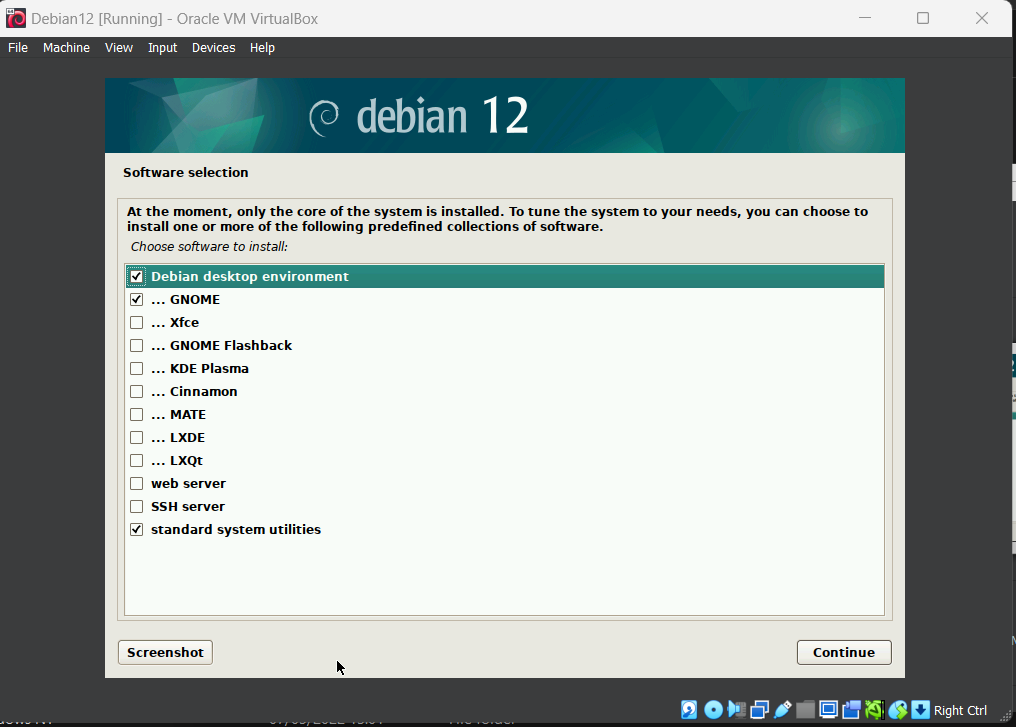 Debian12 [Running] - Oracle VM VirtualBox
File Machine View Input Devices Help
debian 12
Software selection
At the moment, only the core of the system is installed. To tune the system to your needs, you can choose to
install one or more of the following predefined collections of software.
Choose software to install:
Debian desktop environment
... GNOME
... Xfce
... GNOME Flashback
... KDE Plasma
... Cinnamon
... MATE
... LXDE
... LXQt
web server
SSH server
standard system utilities
Screenshot Continue
Right Ctrl